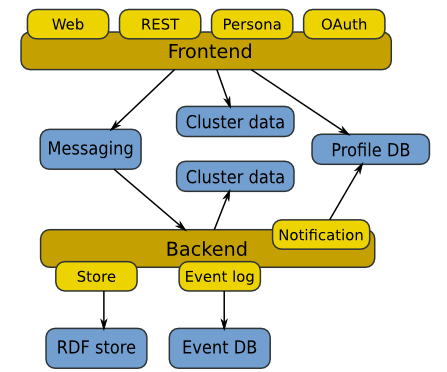 Web
REST
Persona
OAuth
Frontend
Cluster data
Messaging
Profile DB
Cluster data
Notification
Backend
Store
Event log
RDF store
Event DB